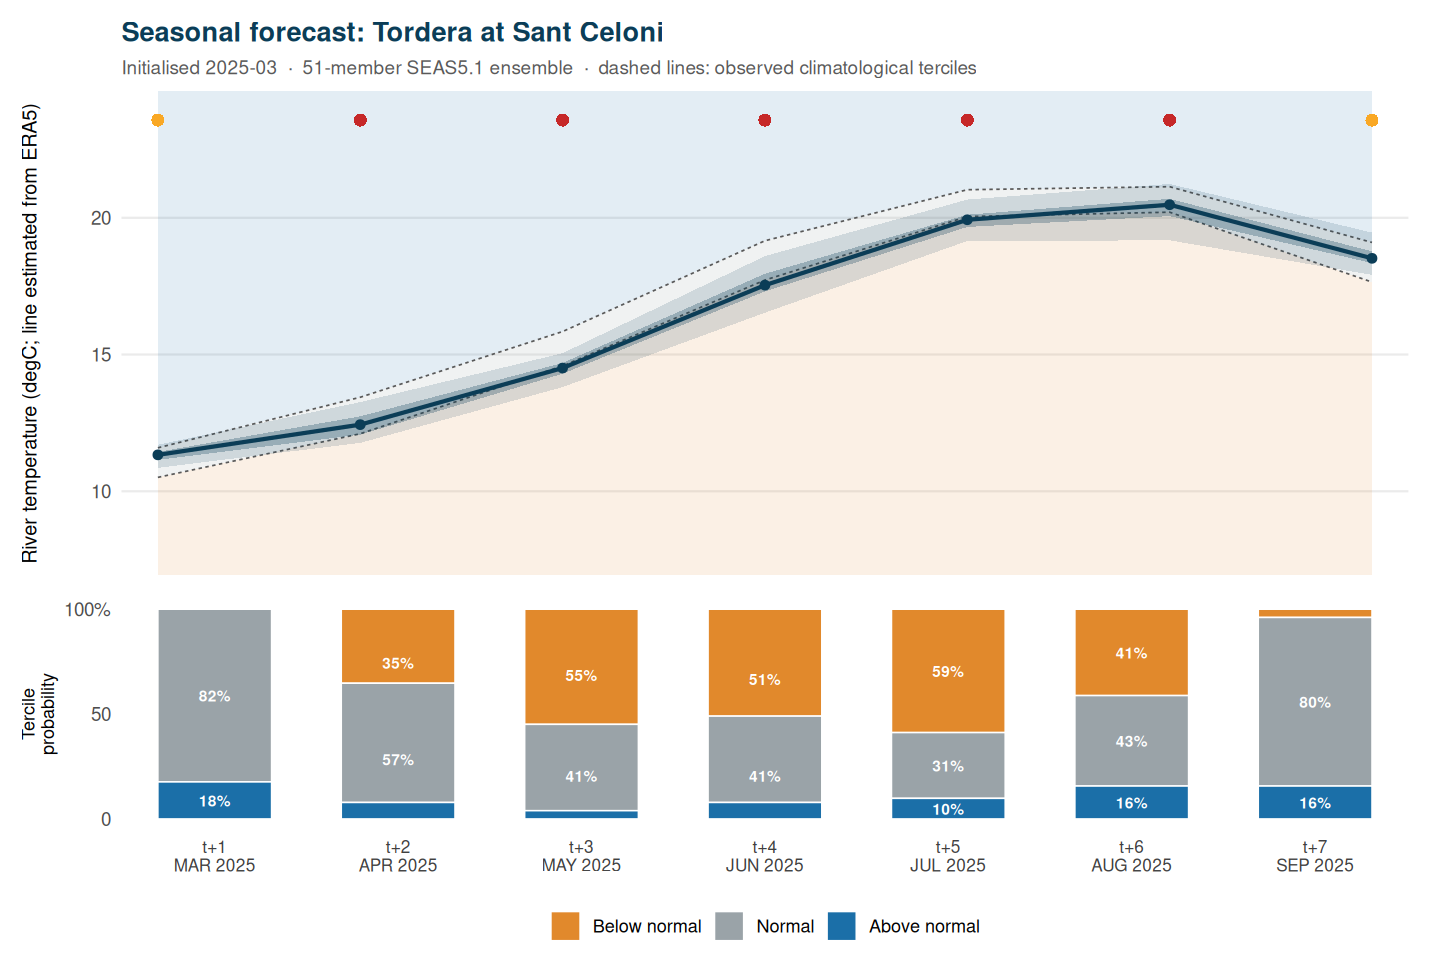 Seasonal forecast: Tordera at Sant Celoni
Initialised 2025-03 · 51-member SEAS5.1 ensemble · dashed lines: observed climatological terciles
River temperature (degC; line estimated from ERA5)
20
15
10
Tercile
probability
100%
50
0
82%
18%
35%
57%
55%
41%
51%
41%
59%
31%
10%
41%
43%
16%
80%
16%
t+1
MAR 2025
t+2
APR 2025
t+3
MAY 2025
t+4
JUN 2025
t+5
JUL 2025
t+6
AUG 2025
t+7
SEP 2025
Below normal
Normal
Above normal